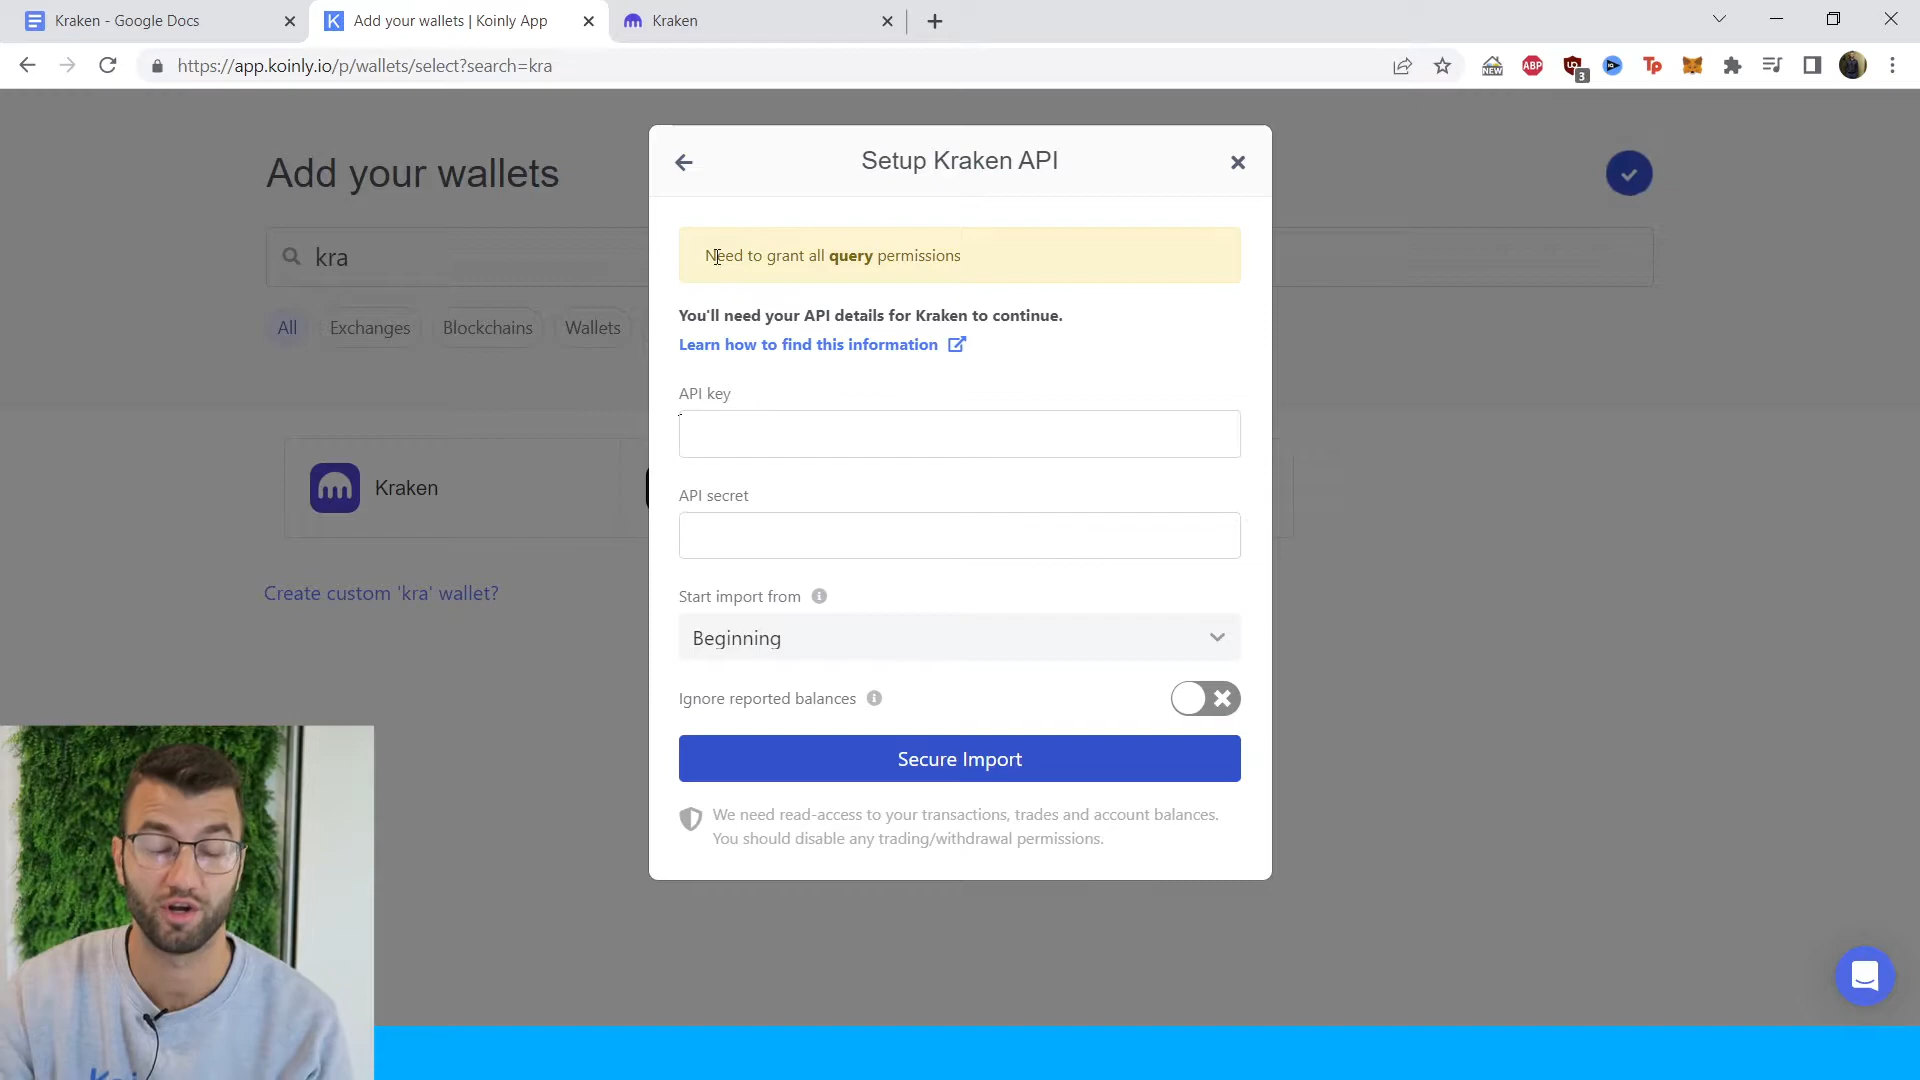 Kraken - Google Docs
Add your wallets | Koinly App
Kraken
https://app.koinly.io/p/wallets/select?search=kra
NEW
ABP
3
Tp
Add your wallets
kra
All
Exchanges
Blockchains
Wallets
Kraken
Create custom 'kra' wallet?
Setup Kraken API
Need to grant all query permissions
You'll need your API details for Kraken to continue.
Learn how to find this information
API key
API secret
Start import from
Beginning
Ignore reported balances
Secure Import
We need read-access to your transactions, trades and account balances.
You should disable any trading/withdrawal permissions.